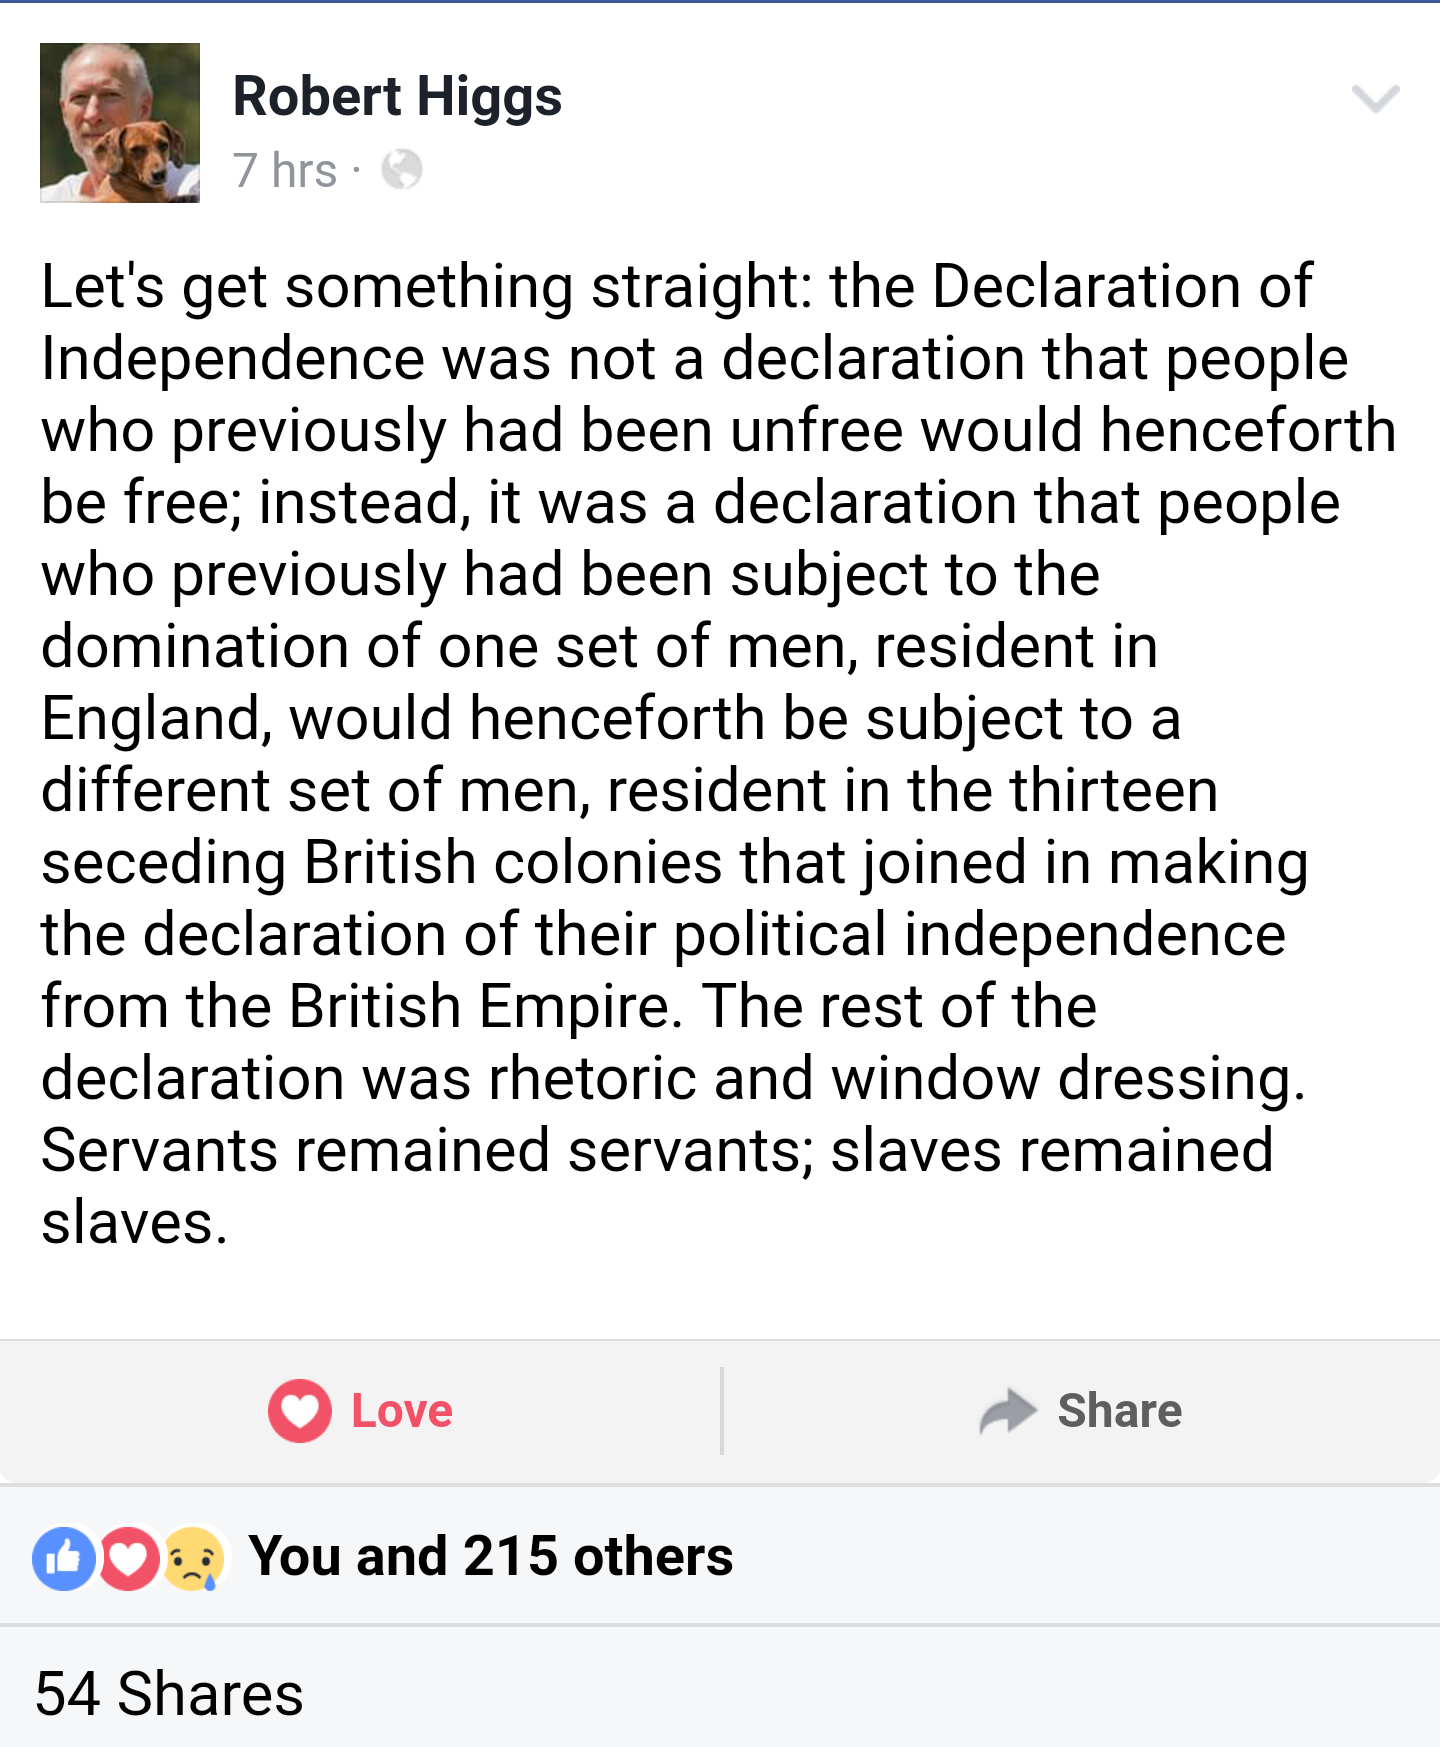 Robert Higgs
7 hrs ·
Let's get something straight: the Declaration of
Independence was not a declaration that people
who previously had been unfree would henceforth
be free; instead, it was a declaration that people
who previously had been subject to the
domination of one set of men, resident in
England, would henceforth be subject to a
different set of men, resident in the thirteen
seceding British colonies that joined in making
the declaration of their political independence
from the British Empire. The rest of the
declaration was rhetoric and window dressing.
Servants remained servants; slaves remained
slaves.
Love
Share
You and 215 others
54 Shares